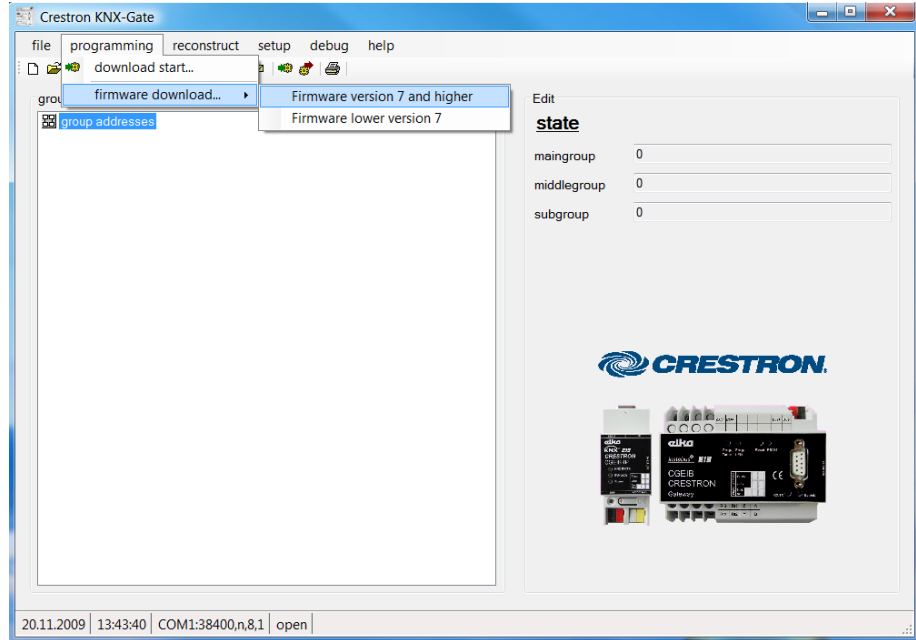 Crestron KNX-Gate
file programming reconstruct setup debug help
download start...
firmware download...
Firmware version 7 and higher
Firmware lower version 7
group addresses
Edit
state
maingroup 0
middlegroup 0
subgroup 0
CRESTRON
elka
KNX EIB
CRESTRON
elka
EIB
CGEIB
CRESTRON
Gateway
20.11.2009 13:43:40 COM1:38400,n,8,1 open